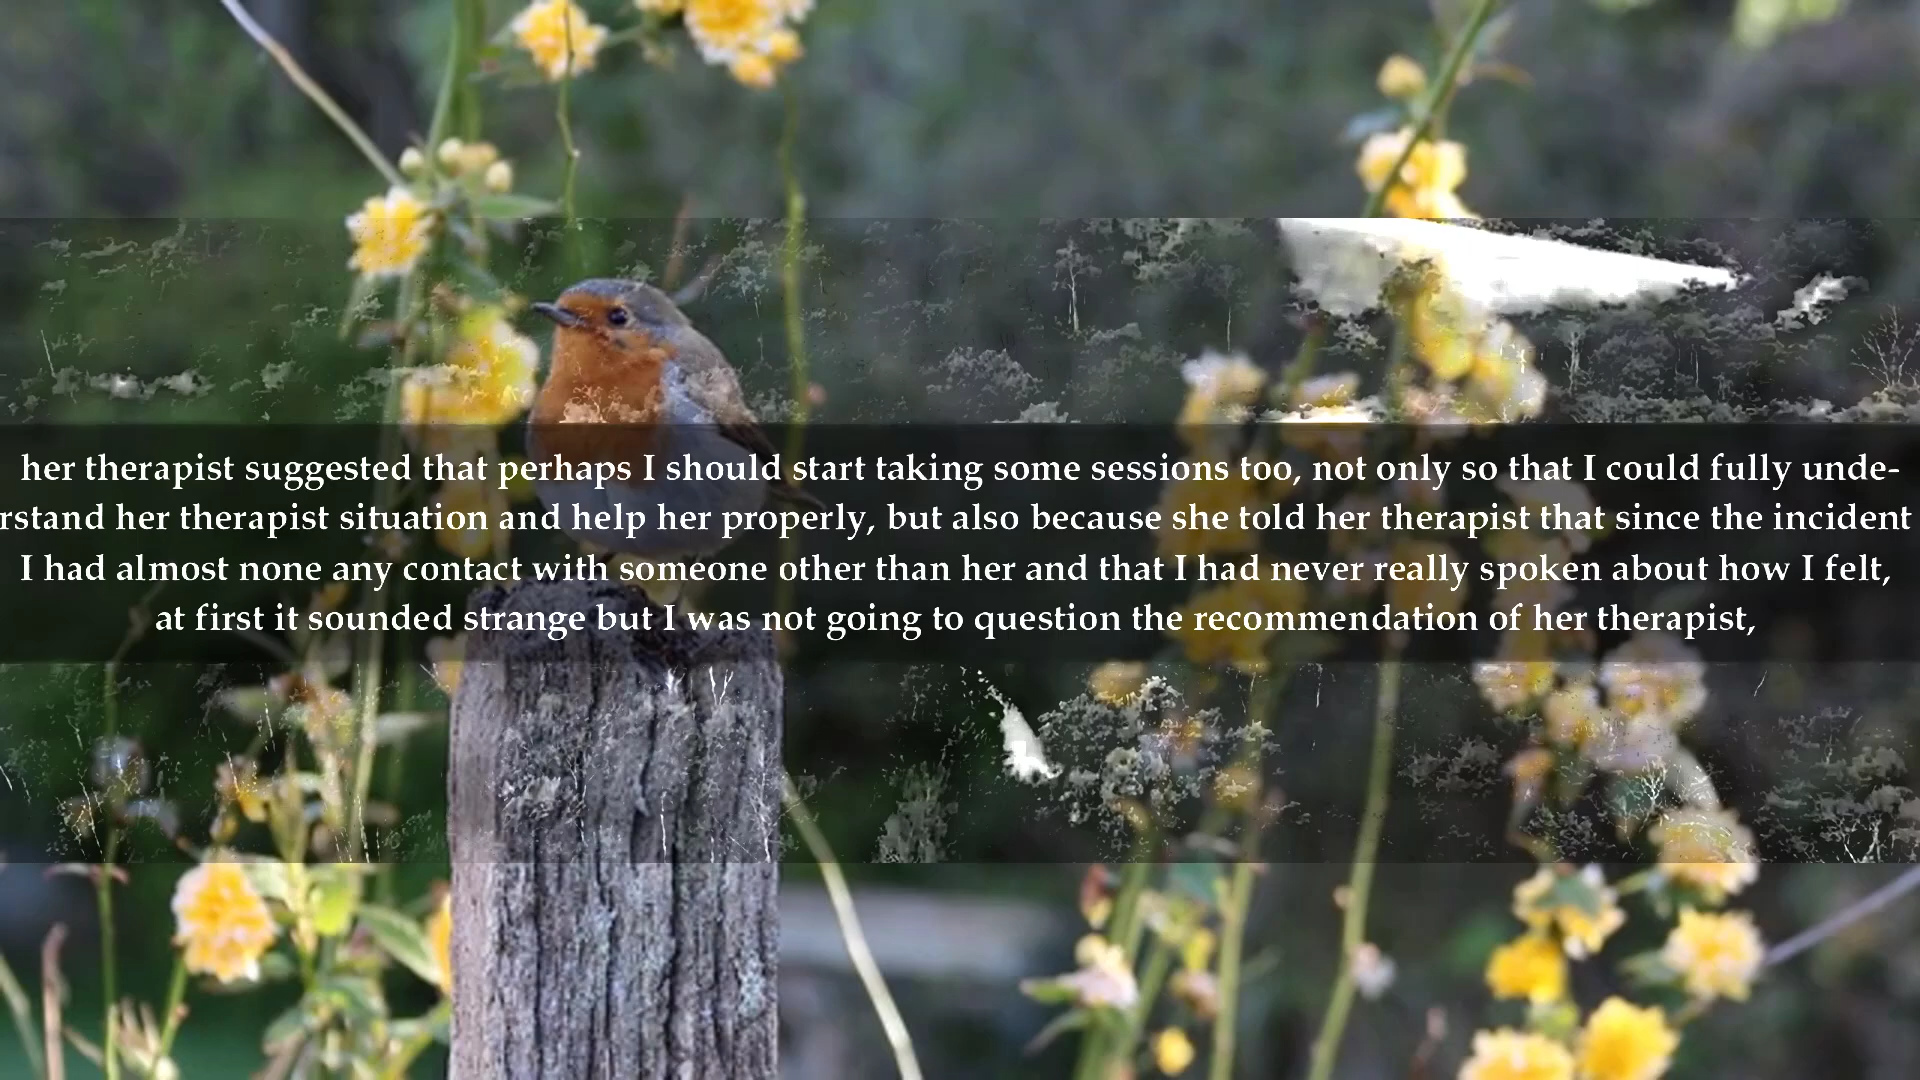 her therapist suggested that perhaps I should start taking some sessions too, not only so that I could fully unde-
rstand her therapist situation and help her properly, but also because she told her therapist that since the incident
I had almost none any contact with someone other than her and that I had never really spoken about how I felt,
at first it sounded strange but I was not going to question the recommendation of her therapist,